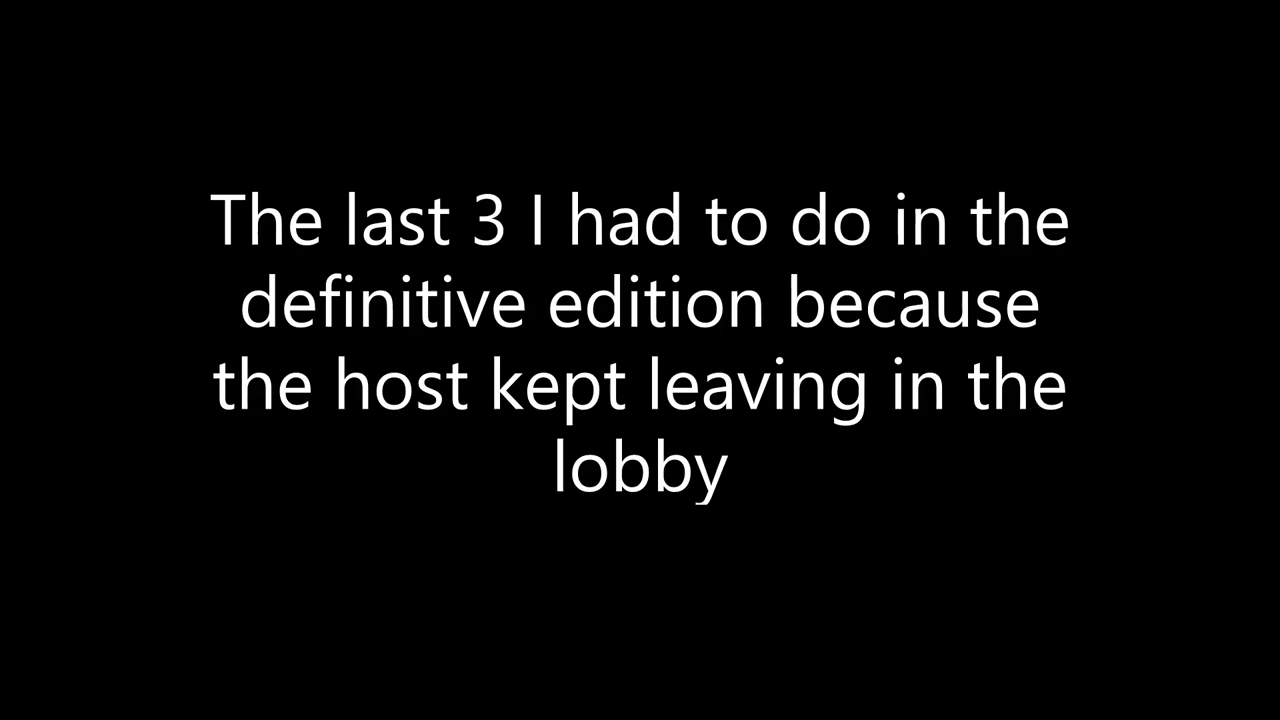 The last 3 I had to do in the
definitive edition because
the host kept leaving in the
lobby